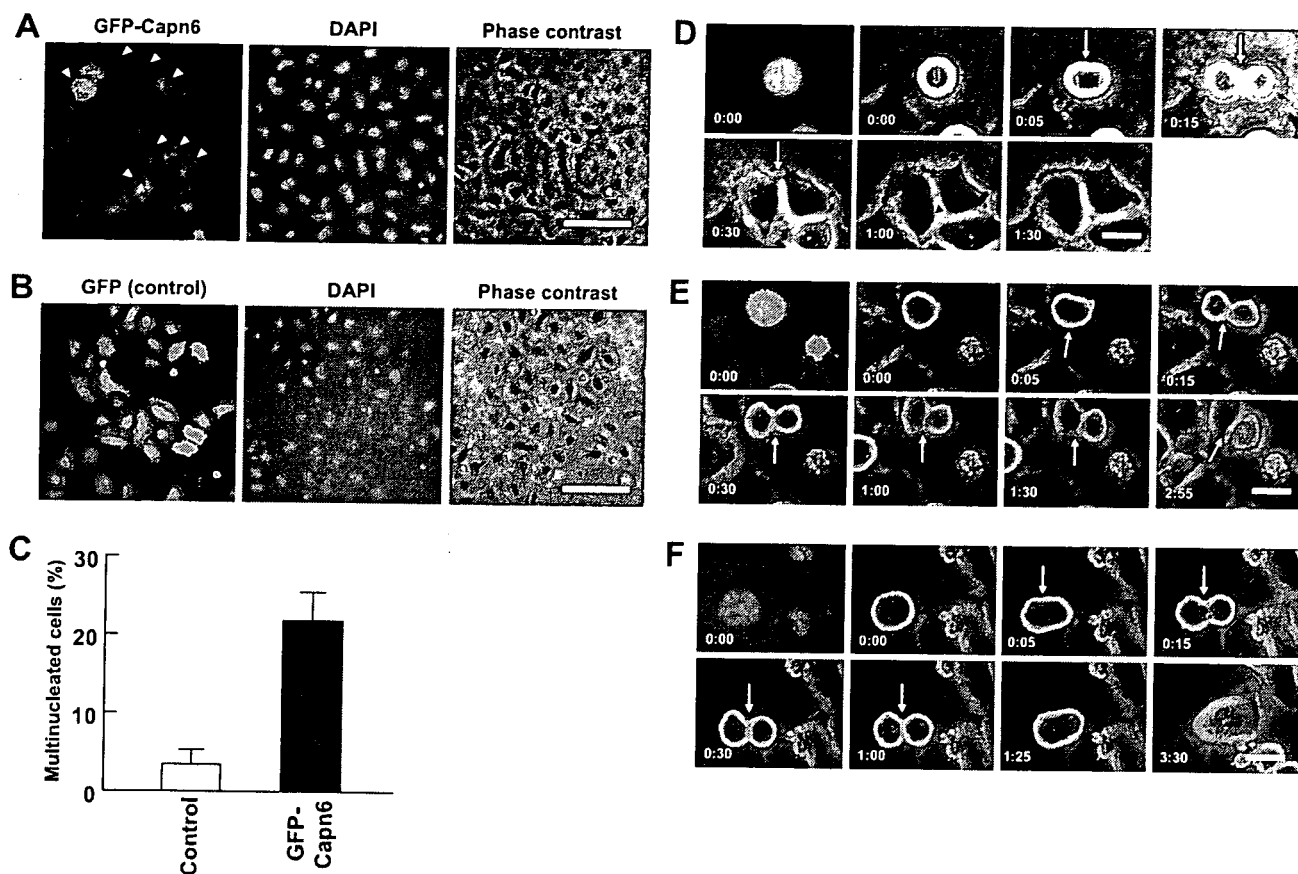 A
GFP-Capn6 DAPI Phase contrast
B
GFP (control) DAPI Phase contrast
C
Multinucleated cells (%)
30
20
10
0
Control
GFP-
Capn6
D
0:00 0:00 0:05 0:15
0:30 1:00 1:30
E
0:00 0:00 0:05 0:15
0:30 1:00 1:30 2:55
F
0:00 0:00 0:05 0:15
0:30 1:00 1:25 3:30